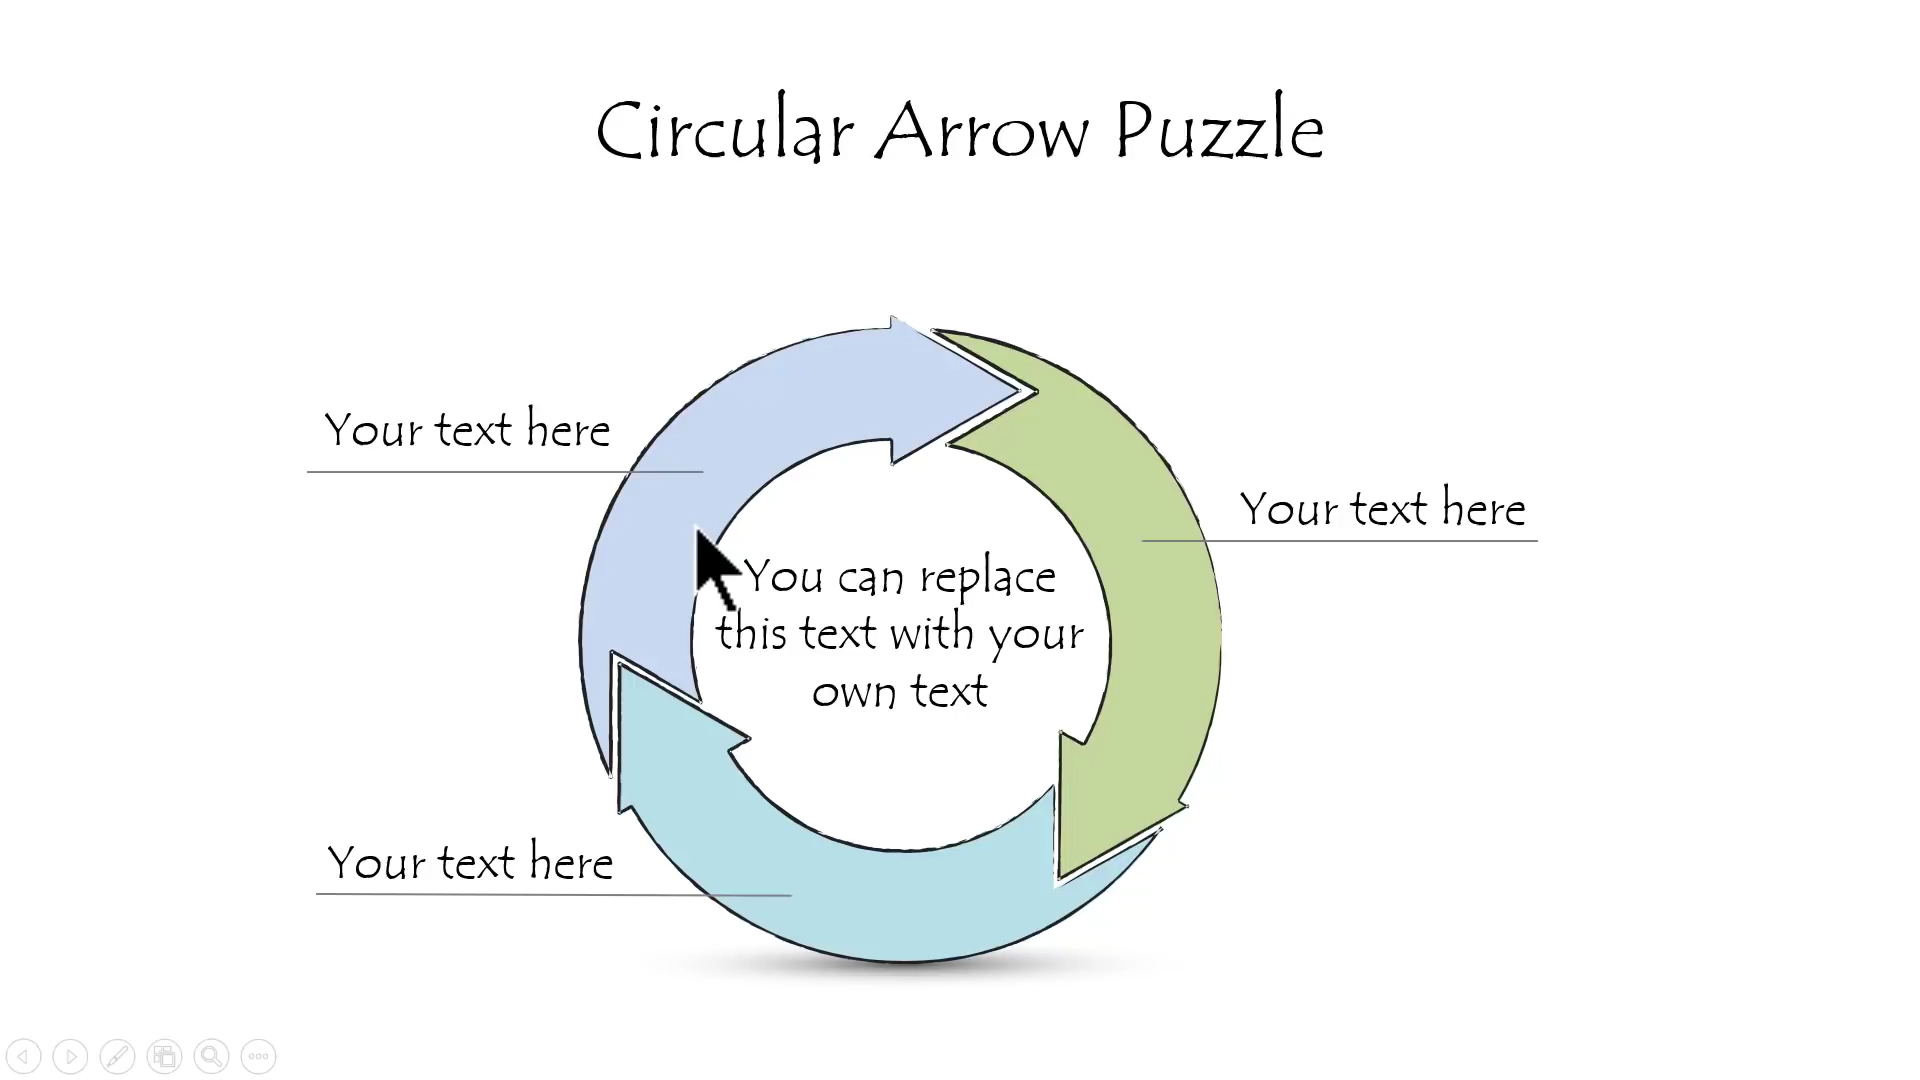 Circular Arrow Puzzle
Your text here
Your text here
You can replace
this text with your
own text
Your text here